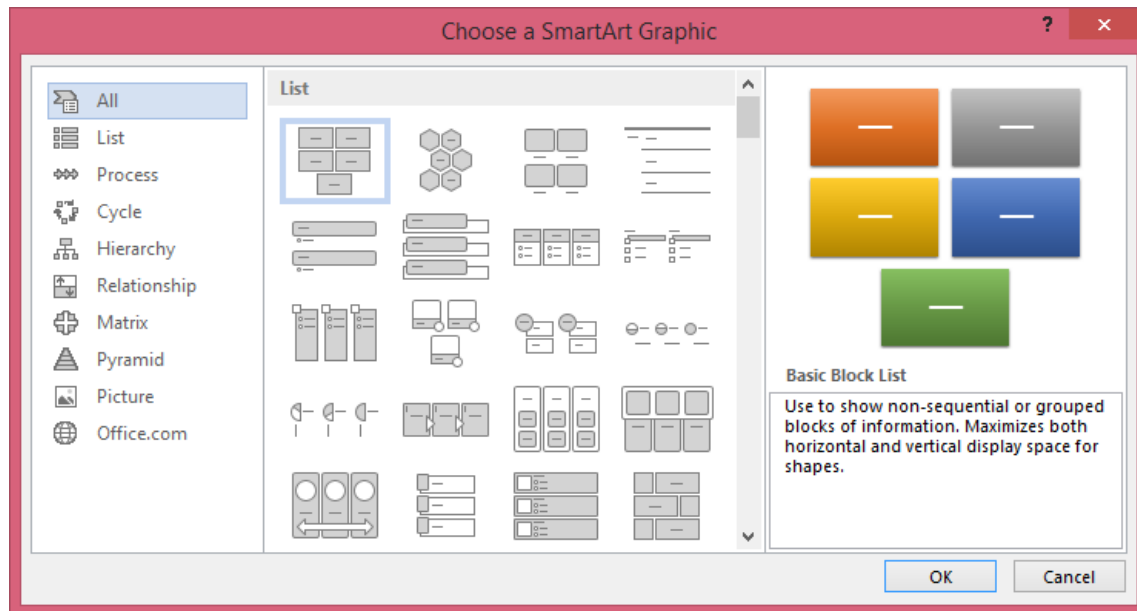 Choose a SmartArt Graphic
?
All
List
Process
Cycle
Hierarchy
Relationship
Matrix
Pyramid
Picture
Office.com
List
Basic Block List
Use to show non-sequential or grouped
blocks of information. Maximizes both
horizontal and vertical display space for
shapes.
OK
Cancel